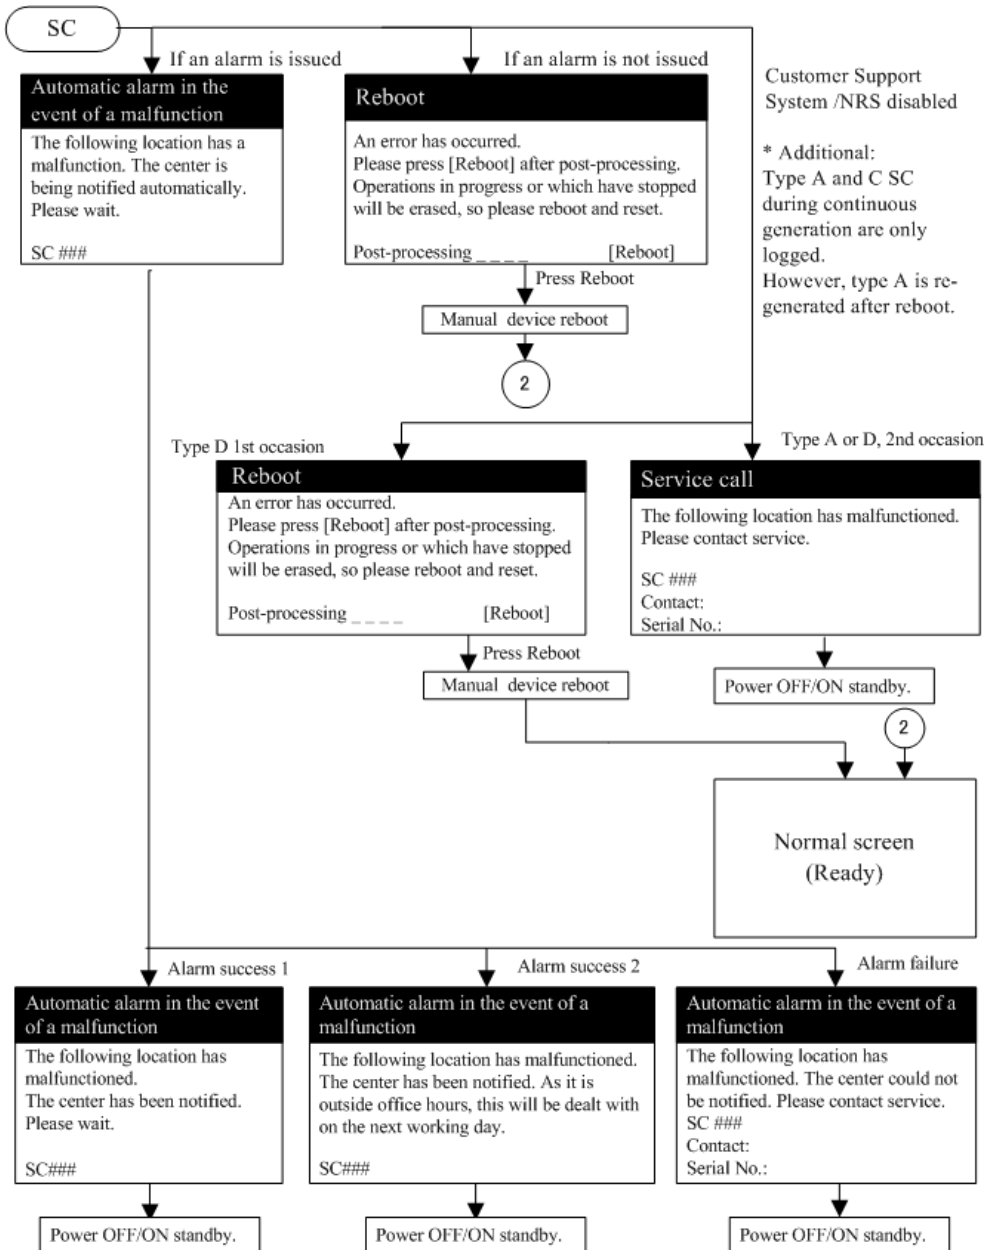 SC
If an alarm is issued
If an alarm is not issued
Automatic alarm in the
event of a malfunction
The following location has a
malfunction. The center is
being notified automatically.
Please wait.
SC ###
Reboot
An error has occurred.
Please press [Reboot] after post-processing.
Operations in progress or which have stopped
will be erased, so please reboot and reset.
Post-processing _ _ _ _ [Reboot]
Customer Support
System /NRS disabled
* Additional:
Type A and C SC
during continuous
generation are only
logged.
However, type A is re-
generated after reboot.
Press Reboot
Manual device reboot
2
Type D 1st occasion
Type A or D, 2nd occasion
Reboot
An error has occurred.
Please press [Reboot] after post-processing.
Operations in progress or which have stopped
will be erased, so please reboot and reset.
Post-processing _ _ _ _ [Reboot]
Service call
The following location has malfunctioned.
Please contact service.
SC ###
Contact:
Serial No.:
Press Reboot
Manual device reboot
Power OFF/ON standby.
2
Normal screen
(Ready)
Alarm success 1
Alarm success 2
Alarm failure
Automatic alarm in the event
of a malfunction
The following location has
malfunctioned.
The center has been notified.
Please wait.
SC###
Automatic alarm in the event of a
malfunction
The following location has malfunctioned.
The center has been notified. As it is
outside office hours, this will be dealt with
on the next working day.
SC###
Automatic alarm in the event of a
malfunction
The following location has
malfunctioned. The center could not
be notified. Please contact service.
SC ###
Contact:
Serial No.:
Power OFF/ON standby.
Power OFF/ON standby.
Power OFF/ON standby.